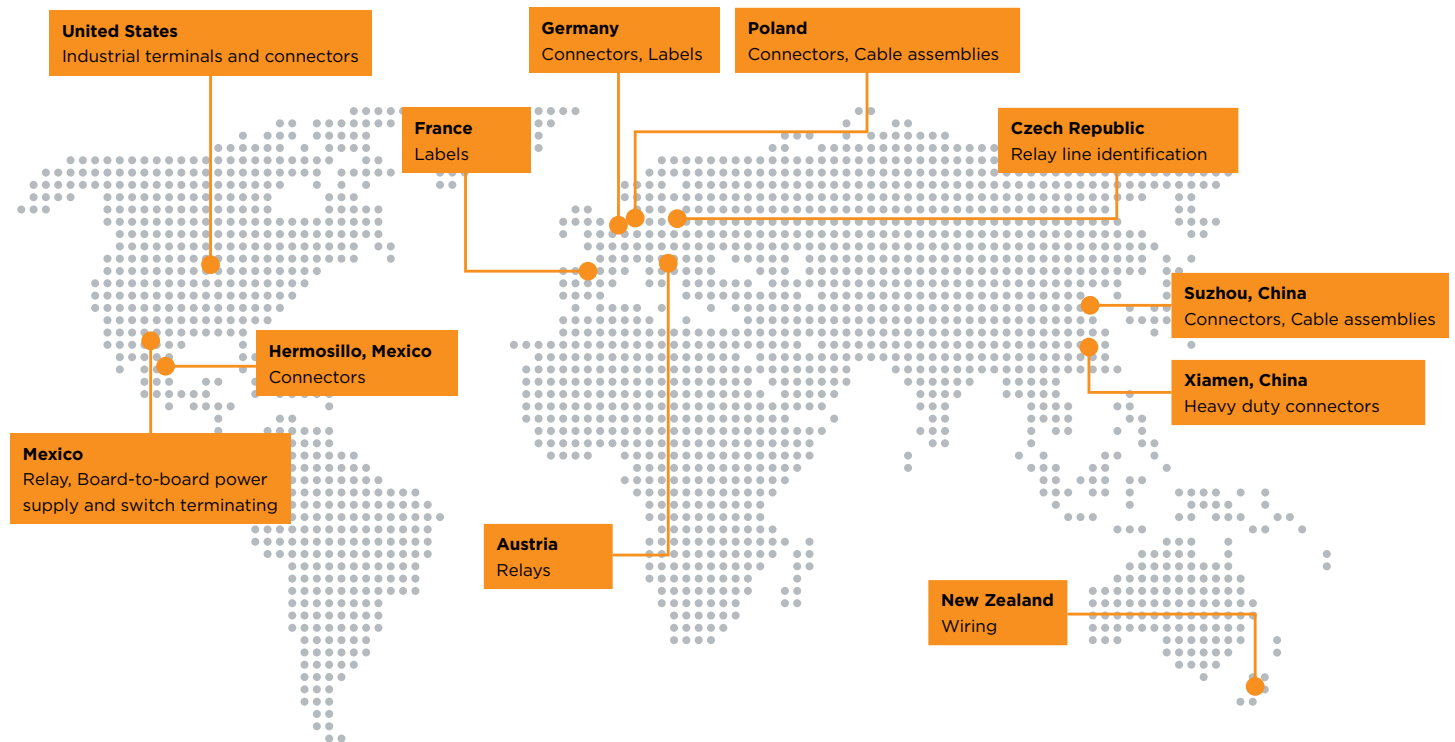 United States
Industrial terminals and connectors
Germany
Connectors, Labels
Poland
Connectors, Cable assemblies
France
Labels
Czech Republic
Relay line identification
Suzhou, China
Connectors, Cable assemblies
Hermosillo, Mexico
Connectors
Xiamen, China
Heavy duty connectors
Mexico
Relay, Board-to-board power
supply and switch terminating
Austria
Relays
New Zealand
Wiring